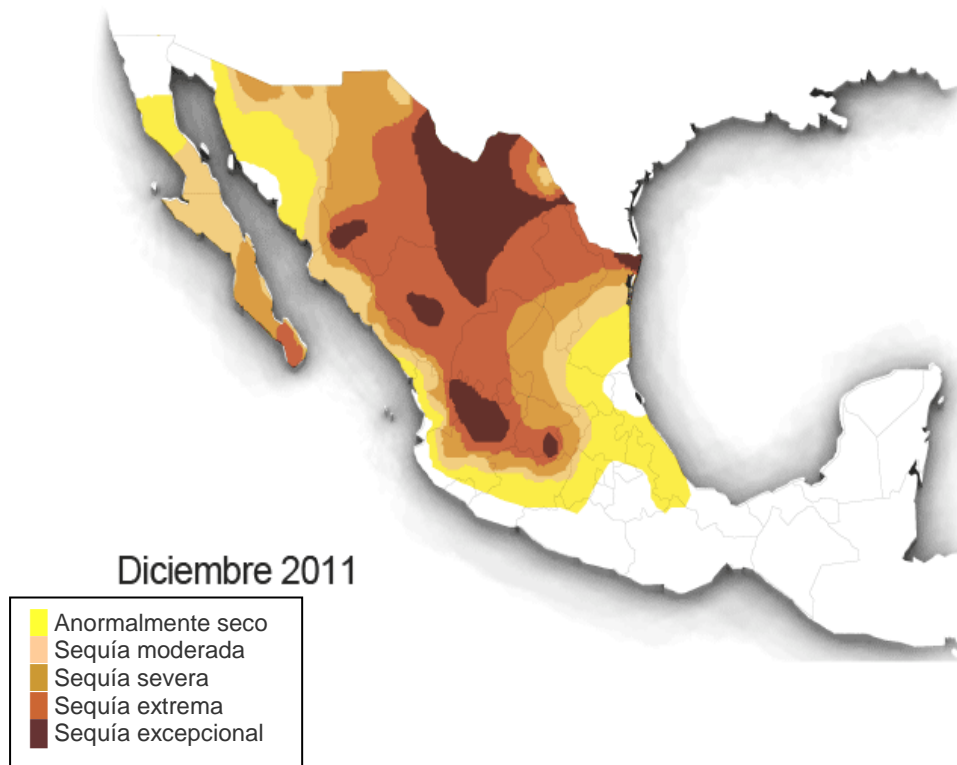 Diciembre 2011
Anormalmente seco
Sequía moderada
Sequía severa
Sequía extrema
Sequía excepcional